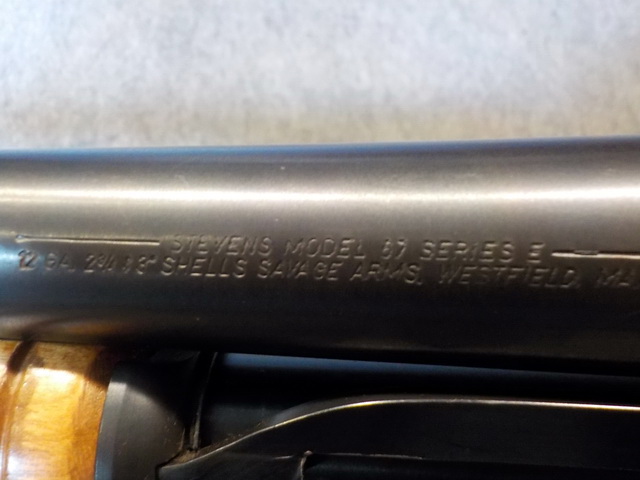 STEVENS MODEL 67 SERIES E
12 GA. 2¾ & 3" SHELLS SAVAGE ARMS, WESTFIELD, MA